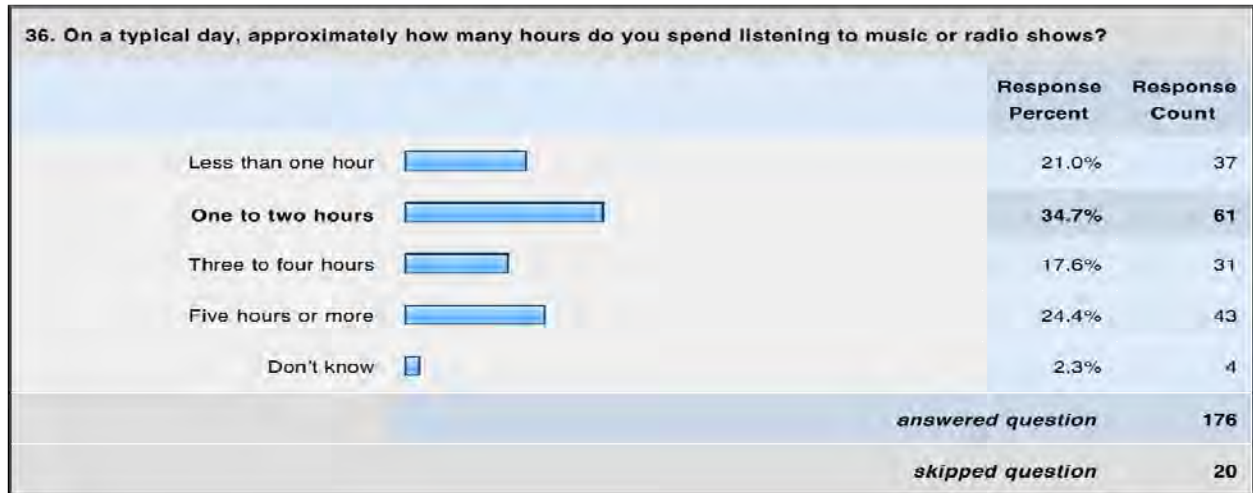 36. On a typical day, approximately how many hours do you spend listening to music or radio shows?
Response Percent Response Count
Less than one hour 21.0% 37
One to two hours 34.7% 61
Three to four hours 17.6% 31
Five hours or more 24.4% 43
Don't know 2.3% 4
answered question 176
skipped question 20